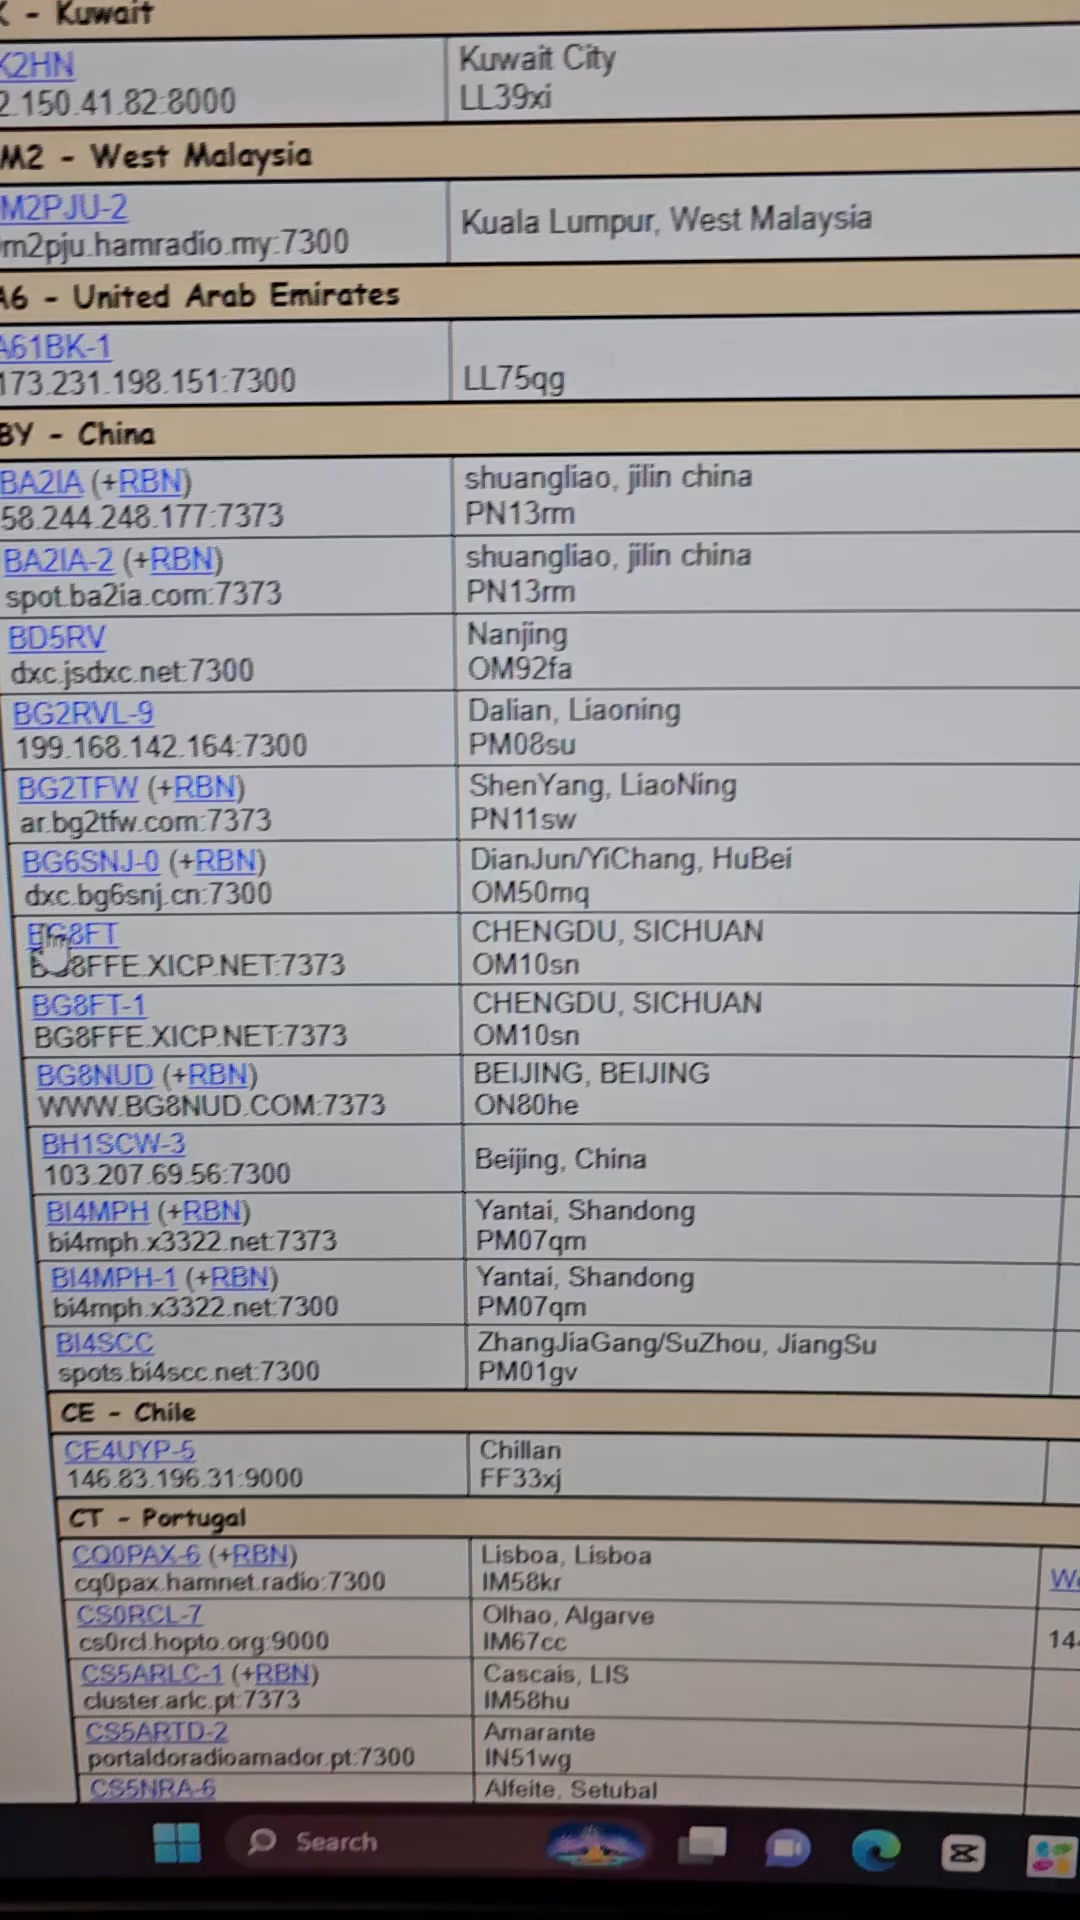 - Kuwait
K2HN
2.150.41.82:8000
Kuwait City
LL39xi
M2 - West Malaysia
M2PJU-2
m2pju.hamradio.my:7300
Kuala Lumpur, West Malaysia
A6 - United Arab Emirates
A61BK-1
173.231.198.151:7300
LL75qg
BY - China
BA2IA (+RBN)
58.244.248.177:7373
shuangliao, jilin china
PN13rm
BA2IA-2 (+RBN)
spot.ba2ia.com:7373
shuangliao, jilin china
PN13rm
BD5RV
dxc.jsdxc.net:7300
Nanjing
OM92fa
BG2RVL-9
199.168.142.164:7300
Dalian, Liaoning
PM08su
BG2TFW (+RBN)
ar.bg2tfw.com:7373
ShenYang, LiaoNing
PN11sw
BG6SNJ-0 (+RBN)
dxc.bg6snj.cn:7300
DianJun/YiChang, HuBei
OM50mq
BG8FT
BG8FFE.XICP.NET:7373
CHENGDU, SICHUAN
OM10sn
BG8FT-1
BG8FFE.XICP.NET:7373
CHENGDU, SICHUAN
OM10sn
BG8NUD (+RBN)
WWW.BG8NUD.COM:7373
BEIJING, BEIJING
ON80he
BH1SCW-3
103.207.69.56:7300
Beijing, China
BI4MPH (+RBN)
bi4mph.x3322.net:7373
Yantai, Shandong
PM07qm
BI4MPH-1 (+RBN)
bi4mph.x3322.net:7300
Yantai, Shandong
PM07qm
BI4SCC
spots.bi4scc.net:7300
ZhangJiaGang/SuZhou, JiangSu
PM01gv
CE - Chile
CE4UYP-5
146.83.196.31:9000
Chillan
FF33xj
CT - Portugal
CQ0PAX-6 (+RBN)
cq0pax.hamnet.radio:7300
Lisboa, Lisboa
IM58kr
CS0RCL-7
cs0rcl.hopto.org:9000
Olhao, Algarve
IM67cc
14
CS5ARLC-1 (+RBN)
cluster.arlc.pt:7373
Cascais, LIS
IM58hu
CS5ARTD-2
portaldoradioamador.pt:7300
Amarante
IN51wg
CS5NRA-6
Alfeite, Setubal
Search